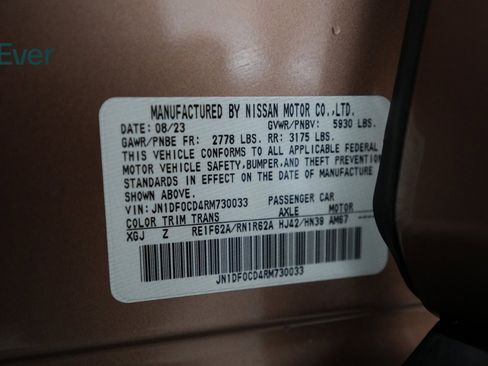 Ever
MANUFACTURED BY NISSAN MOTOR CO.,LTD.
DATE: 08/23 GVWR/PNBV: 5930 LBS.
GAWR/PNBE FR: 2778 LBS. RR: 3175 LBS.
THIS VEHICLE CONFORMS TO ALL APPLICABLE FEDERAL
MOTOR VEHICLE SAFETY,BUMPER,AND THEFT PREVENTION
STANDARDS IN EFFECT ON THE DATE OF MANUFACTURE
SHOWN ABOVE.
VIN: JN1DF0CD4RM730033 PASSENGER CAR
COLOR TRIM TRANS AXLE MOTOR
XGJ Z RE1F62A/RN1R62A HJ42/HN38 AM67
JN1DF0CD4RM730033